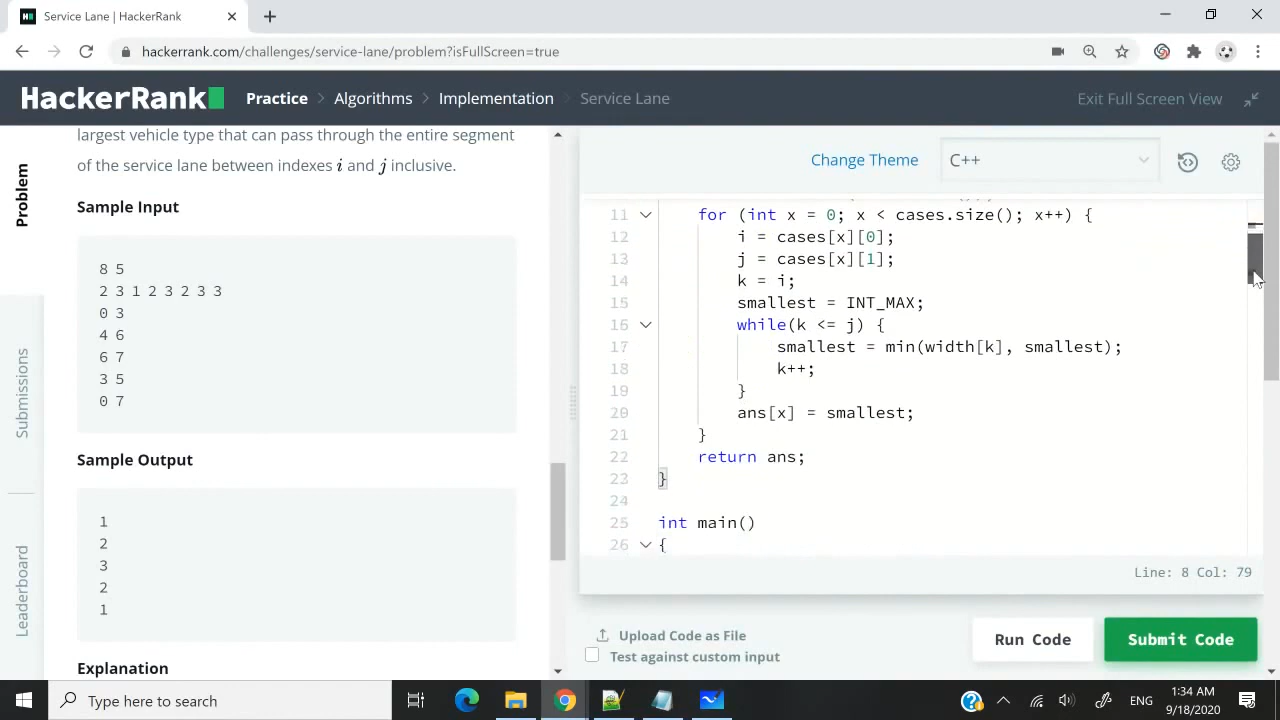 Service Lane | HackerRank
hackerrank.com/challenges/service-lane/problem?isFullScreen=true
HackerRank
Practice > Algorithms > Implementation > Service Lane
Exit Full Screen View
Problem
Submissions
Leaderboard
largest vehicle type that can pass through the entire segment
of the service lane between indexes i and j inclusive.
Sample Input
8 5
2 3 1 2 3 2 3 3
0 3
4 6
6 7
3 5
0 7
Sample Output
1
2
3
2
1
Explanation
Change Theme
C++
11 for (int x = 0; x < cases.size(); x++) {
12 i = cases[x][0];
13 j = cases[x][1];
14 k = i;
15 smallest = INT_MAX;
16 while(k <= j) {
17 smallest = min(width[k], smallest);
18 k++;
19 }
20 ans[x] = smallest;
21 }
22 return ans;
23 }
24
25 int main()
26 {
Line: 8 Col: 79
Upload Code as File
Test against custom input
Run Code
Submit Code
Type here to search
ENG
1:34 AM
9/18/2020